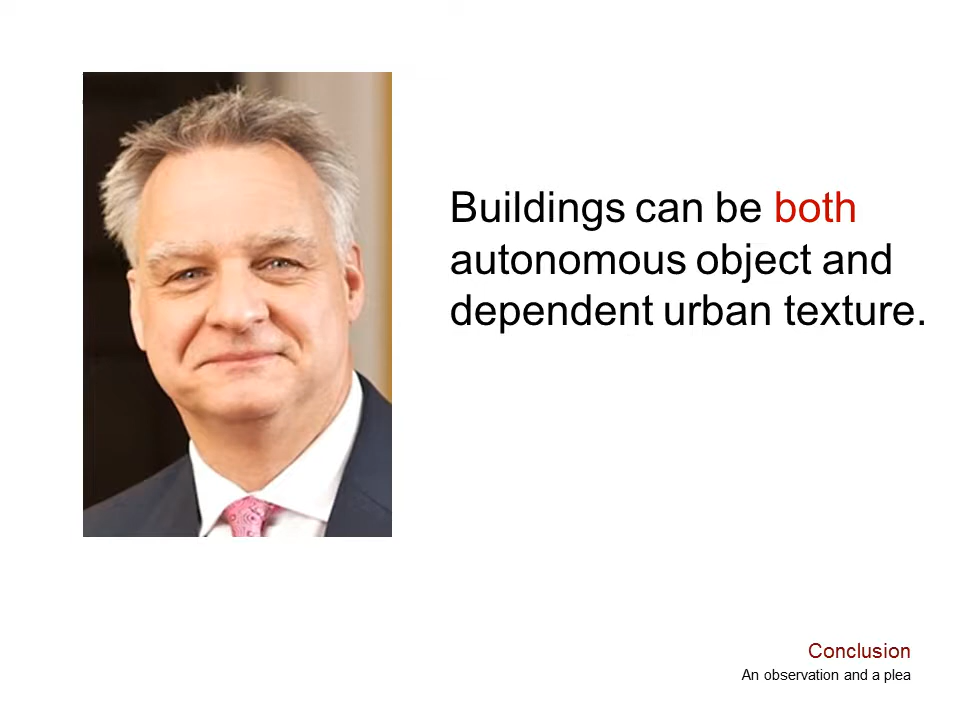 Buildings can be both
autonomous object and
dependent urban texture.
Conclusion
An observation and a plea